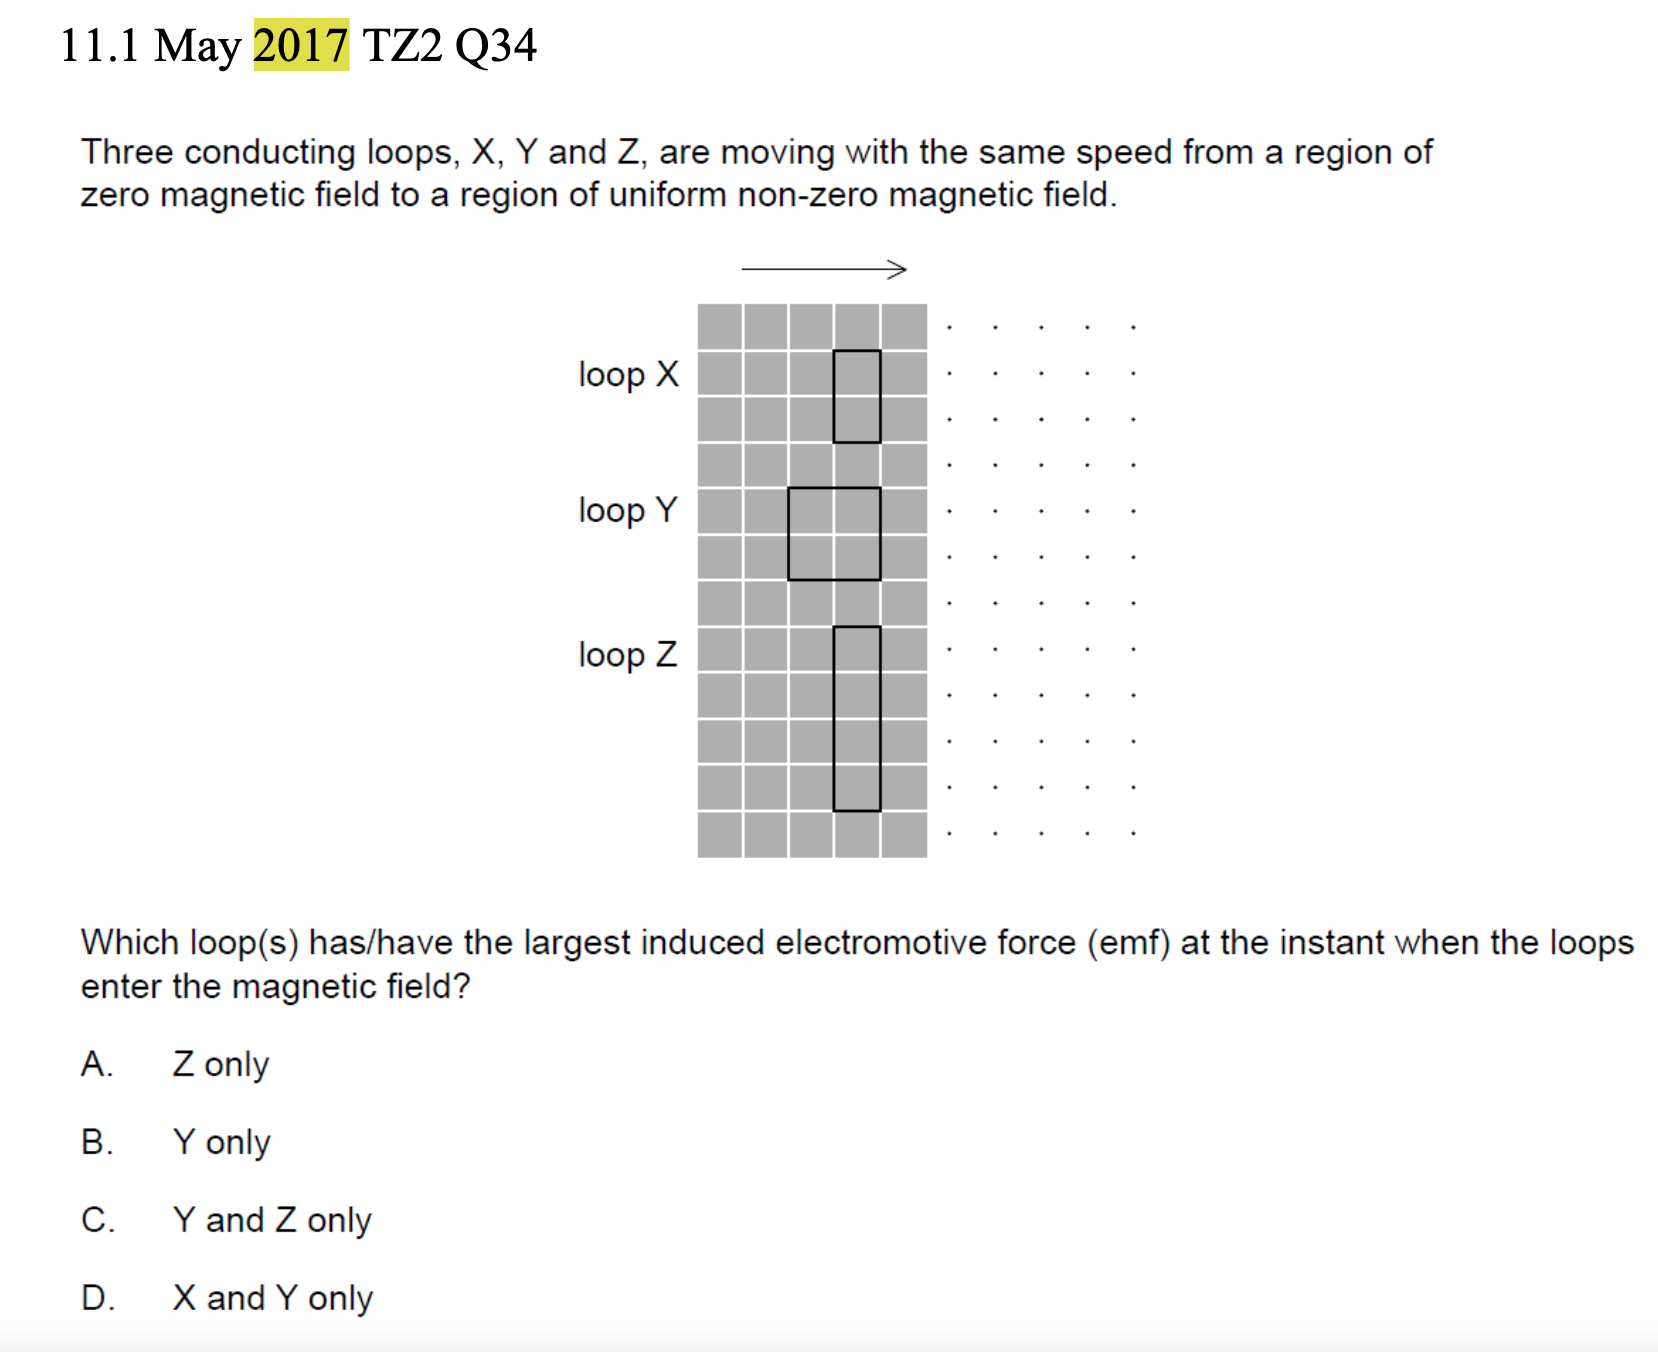 11.1 May 2017 TZ2 Q34
Three conducting loops, X, Y and Z, are moving with the same speed from a region of
zero magnetic field to a region of uniform non-zero magnetic field.
loop X
loop Y
loop Z
Which loop(s) has/have the largest induced electromotive force (emf) at the instant when the loops
enter the magnetic field?
A. Z only
B. Y only
C. Y and Z only
D. X and Y only